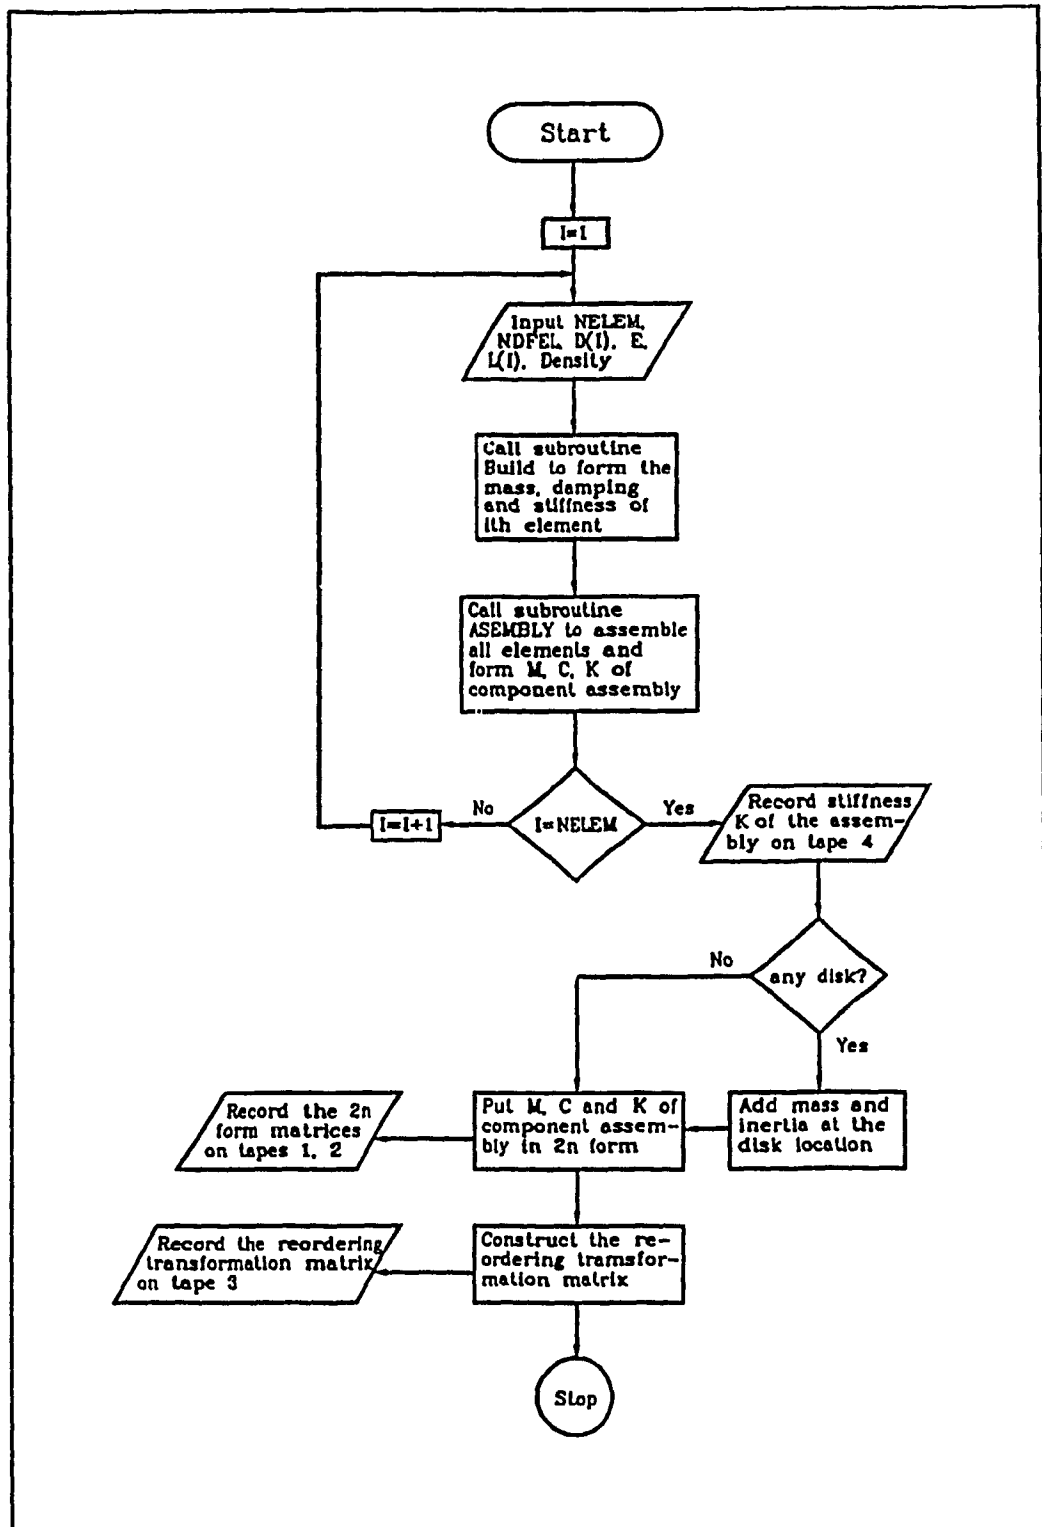 Start
I=1
Input NELEM,
NDFEL, D(I), E,
L(I), Density
Call subroutine
Build to form the
mass, damping
and stiffness of
Ith element
Call subroutine
ASEMBLY to assemble
all elements and
form M, C, K of
component assembly
I=NELEM
No
I=I+1
Yes
Record stiffness
K of the assem-
bly on tape 4
any disk?
No
Yes
Add mass and
inertia at the
disk location
Put M, C and K of
component assem-
bly in 2n form
Record the 2n
form matrices
on tapes 1, 2
Construct the re-
ordering tramsfor-
mation matrix
Record the reordering
transformation matrix
on tape 3
Stop